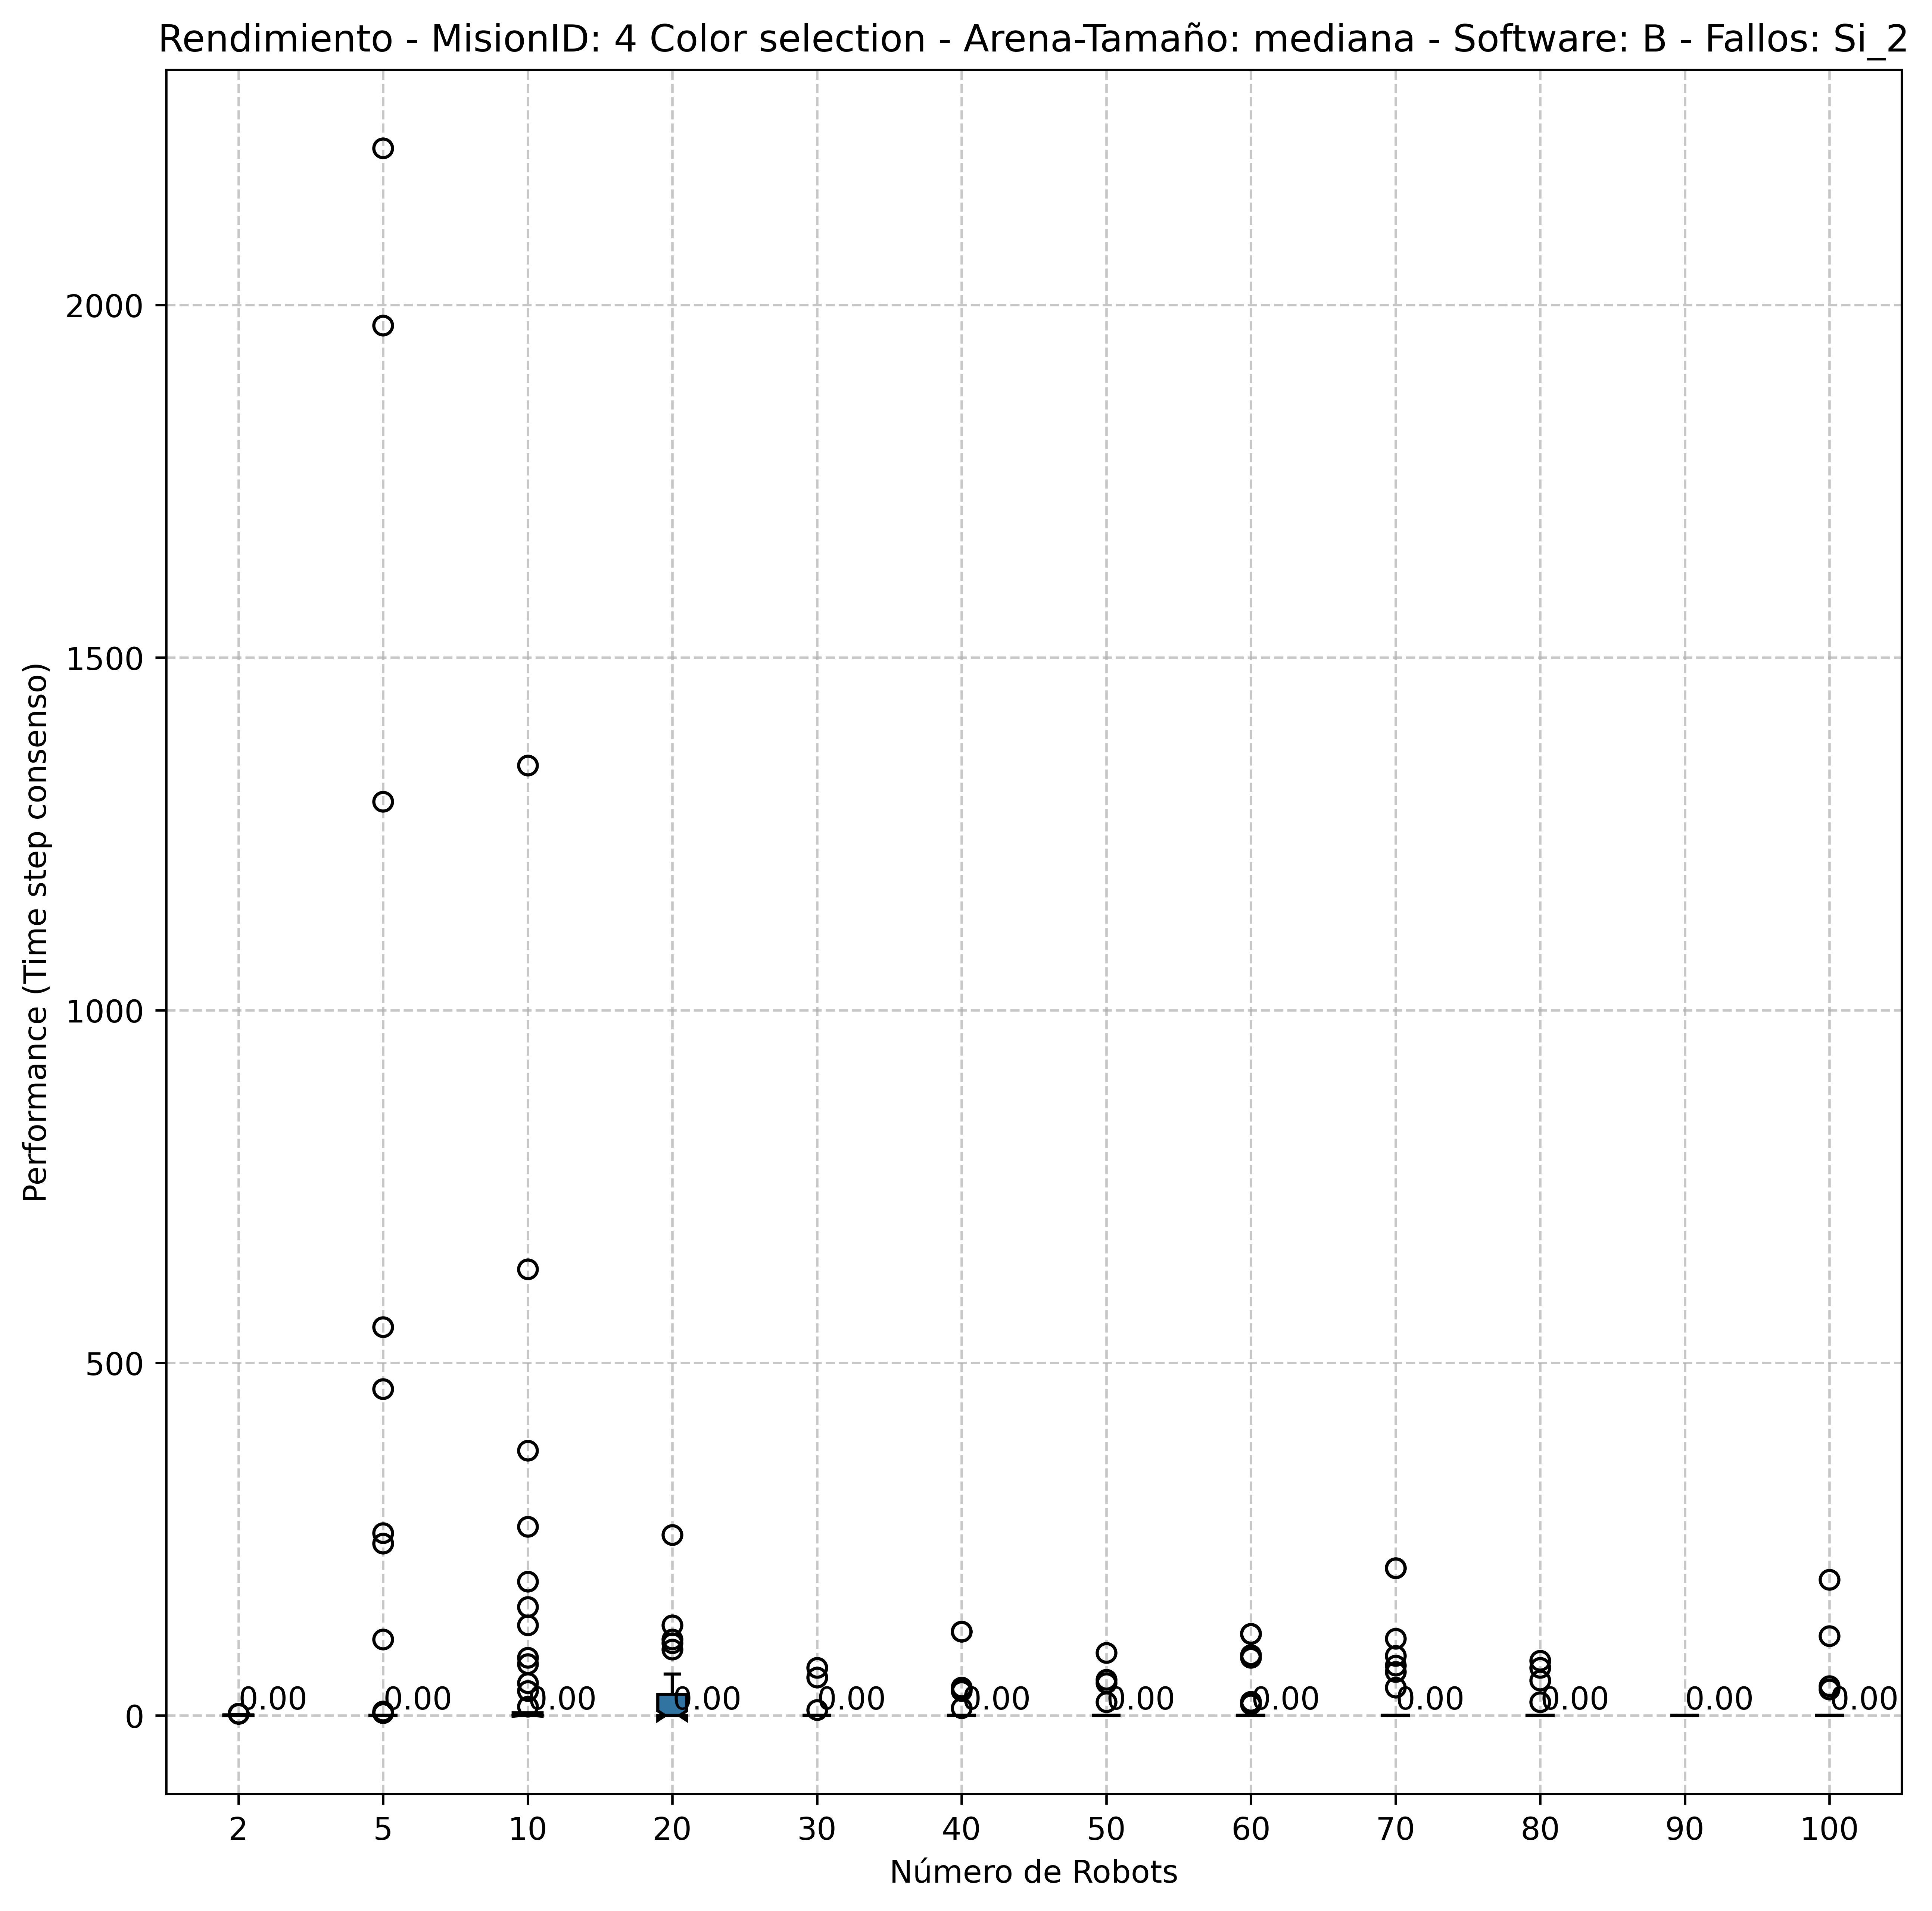 Rendimiento - MisionID: 4 Color selection - Arena-Tamaño: mediana - Software: B - Fallos: Si_2
Performance (Time step consenso)
2000
1500
1000
500
0
0.00 0.00 0.00 0.00 0.00 0.00 0.00 0.00 0.00 0.00 0.00 0.00
2 5 10 20 30 40 50 60 70 80 90 100
Número de Robots